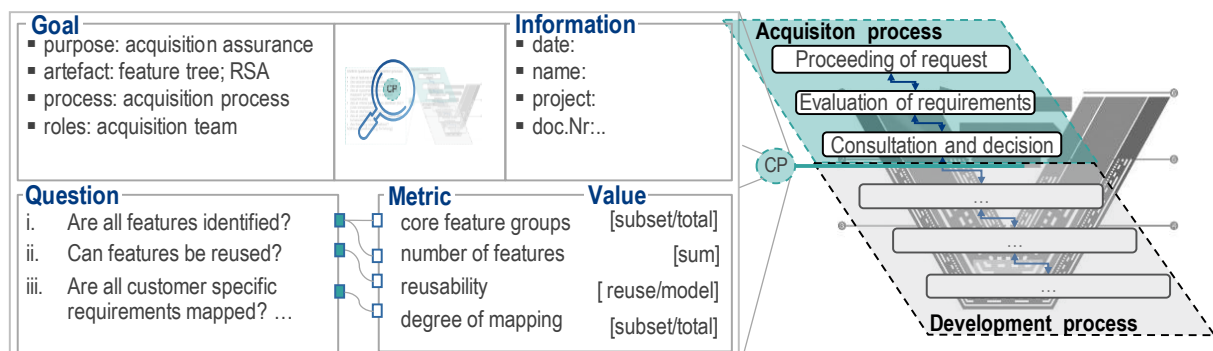 Goal
▪ purpose: acquisition assurance
▪ artefact: feature tree; RSA
▪ process: acquisition process
▪ roles: acquisition team
CP
Information
▪ date:
▪ name:
▪ project:
▪ doc.Nr:..
Question
i. Are all features identified?
ii. Can features be reused?
iii. Are all customer specific
requirements mapped? …
Metric Value
core feature groups [subset/total]
number of features [sum]
reusability [ reuse/model]
degree of mapping [subset/total]
CP
Acquisiton process
Proceeding of request
Evaluation of requirements
Consultation and decision
...
...
...
Development process